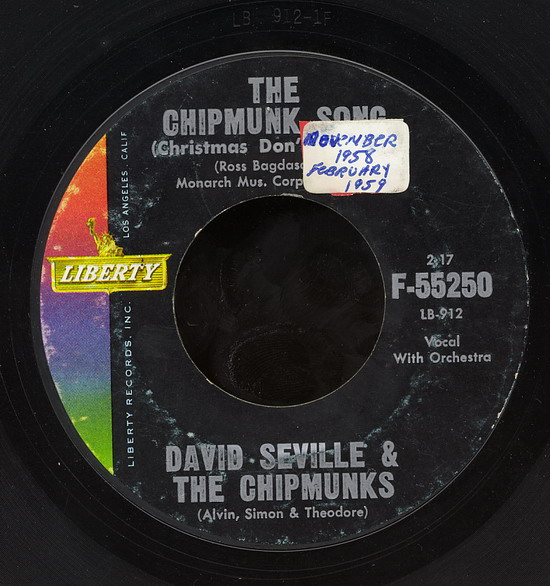 LB 912-1F
THE
CHIPMUNK SONG
(Christmas Don'
(Ross Bagdas
Monarch Mus. Corp
NOVEMBER
1958
FEBRUARY
1959
LOS ANGELES, CALIF
LIBERTY
LIBERTY RECORDS, INC.
2:17
F-55250
LB-912
Vocal
With Orchestra
DAVID SEVILLE &
THE CHIPMUNKS
(Alvin, Simon & Theodore)